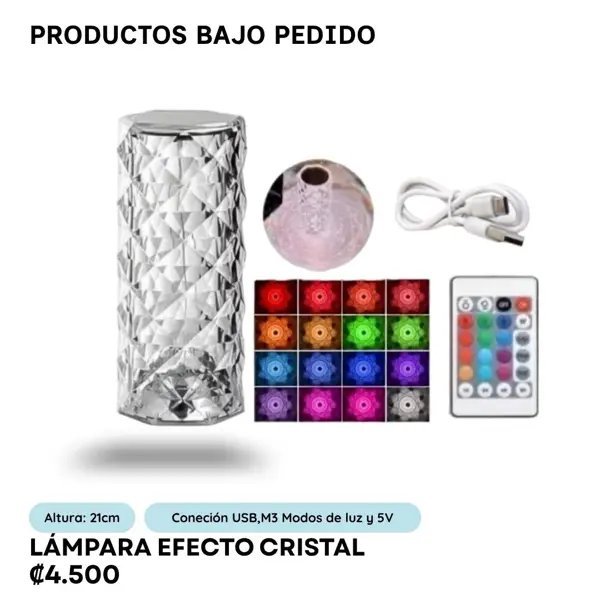 PRODUCTOS BAJO PEDIDO
Altura: 21cm
Coneción USB,M3 Modos de luz y 5V
LÁMPARA EFECTO CRISTAL
₡4.500